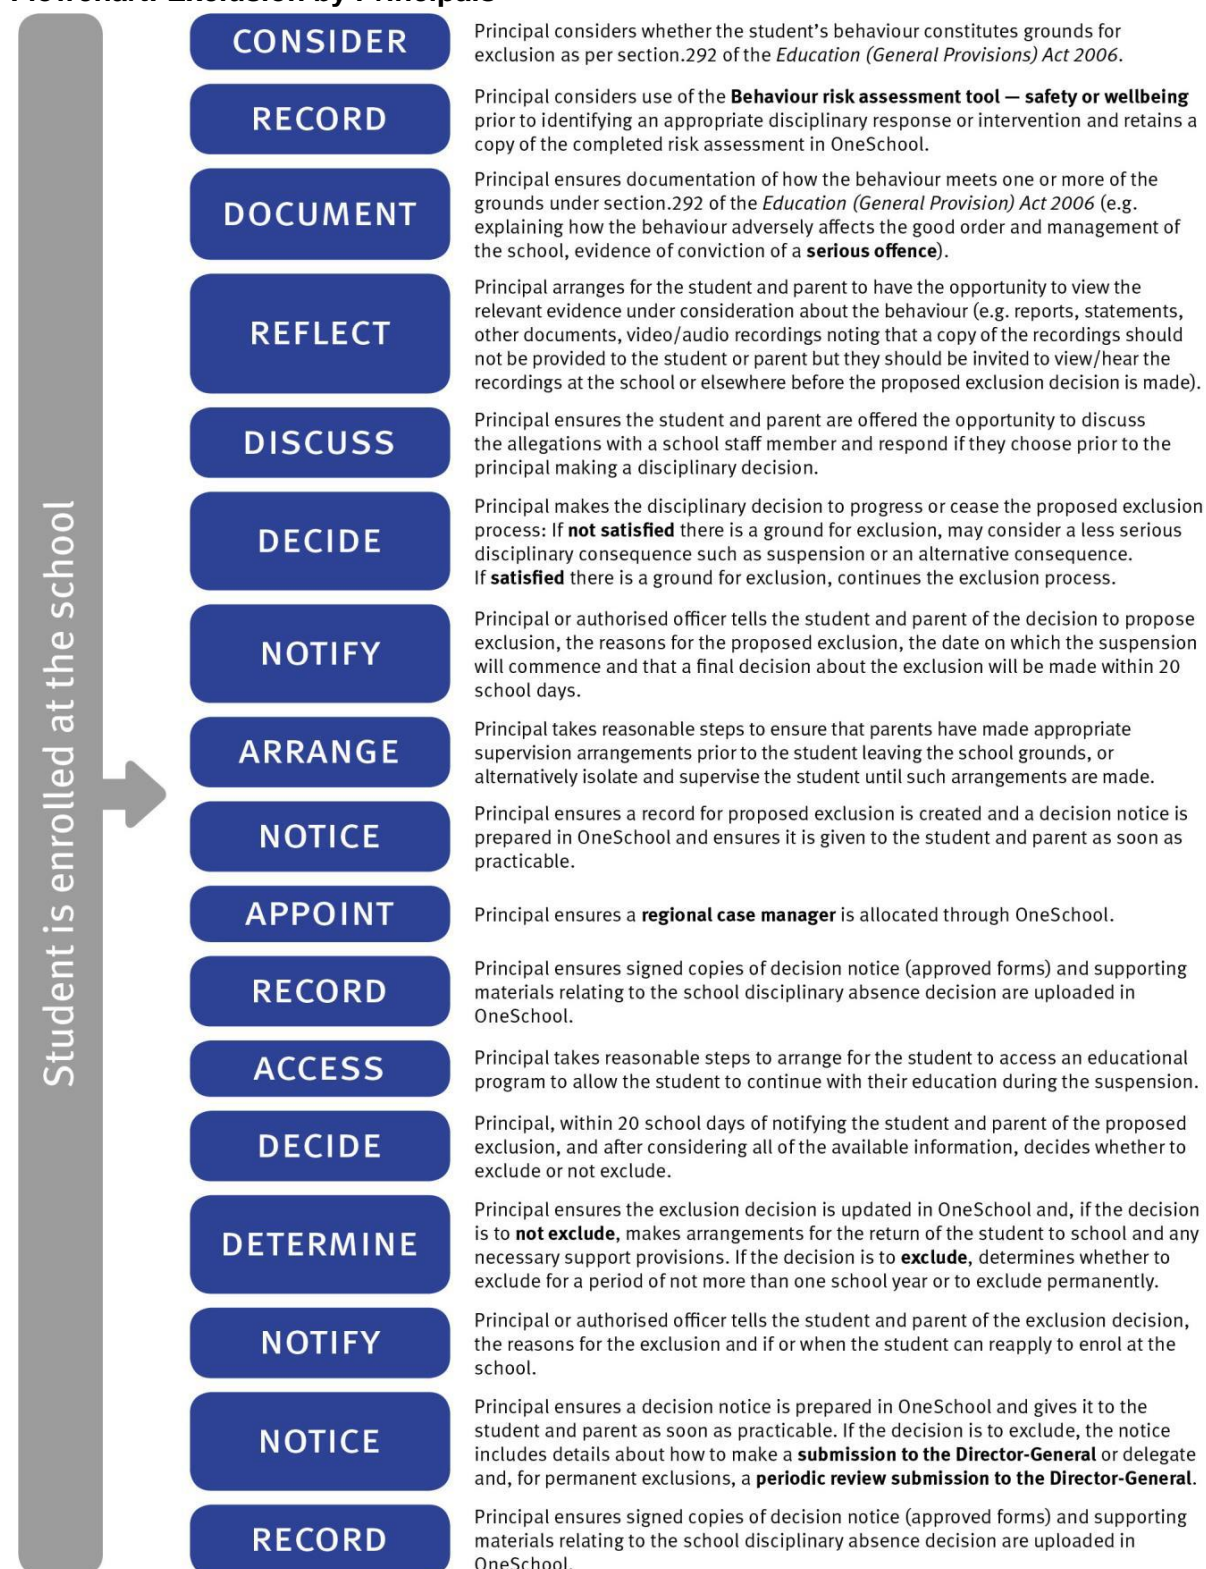 Flowchart: Exclusion by Principals
Student is enrolled at the school
CONSIDER
Principal considers whether the student's behaviour constitutes grounds for
exclusion as per section.292 of the Education (General Provisions) Act 2006.
RECORD
Principal considers use of the Behaviour risk assessment tool — safety or wellbeing
prior to identifying an appropriate disciplinary response or intervention and retains a
copy of the completed risk assessment in OneSchool.
DOCUMENT
Principal ensures documentation of how the behaviour meets one or more of the
grounds under section.292 of the Education (General Provision) Act 2006 (e.g.
explaining how the behaviour adversely affects the good order and management of
the school, evidence of conviction of a serious offence).
REFLECT
Principal arranges for the student and parent to have the opportunity to view the
relevant evidence under consideration about the behaviour (e.g. reports, statements,
other documents, video/audio recordings noting that a copy of the recordings should
not be provided to the student or parent but they should be invited to view/hear the
recordings at the school or elsewhere before the proposed exclusion decision is made).
DISCUSS
Principal ensures the student and parent are offered the opportunity to discuss
the allegations with a school staff member and respond if they choose prior to the
principal making a disciplinary decision.
DECIDE
Principal makes the disciplinary decision to progress or cease the proposed exclusion
process: If not satisfied there is a ground for exclusion, may consider a less serious
disciplinary consequence such as suspension or an alternative consequence.
If satisfied there is a ground for exclusion, continues the exclusion process.
NOTIFY
Principal or authorised officer tells the student and parent of the decision to propose
exclusion, the reasons for the proposed exclusion, the date on which the suspension
will commence and that a final decision about the exclusion will be made within 20
school days.
ARRANGE
Principal takes reasonable steps to ensure that parents have made appropriate
supervision arrangements prior to the student leaving the school grounds, or
alternatively isolate and supervise the student until such arrangements are made.
NOTICE
Principal ensures a record for proposed exclusion is created and a decision notice is
prepared in OneSchool and ensures it is given to the student and parent as soon as
practicable.
APPOINT
Principal ensures a regional case manager is allocated through OneSchool.
RECORD
Principal ensures signed copies of decision notice (approved forms) and supporting
materials relating to the school disciplinary absence decision are uploaded in
OneSchool.
ACCESS
Principal takes reasonable steps to arrange for the student to access an educational
program to allow the student to continue with their education during the suspension.
DECIDE
Principal, within 20 school days of notifying the student and parent of the proposed
exclusion, and after considering all of the available information, decides whether to
exclude or not exclude.
DETERMINE
Principal ensures the exclusion decision is updated in OneSchool and, if the decision
is to not exclude, makes arrangements for the return of the student to school and any
necessary support provisions. If the decision is to exclude, determines whether to
exclude for a period of not more than one school year or to exclude permanently.
NOTIFY
Principal or authorised officer tells the student and parent of the exclusion decision,
the reasons for the exclusion and if or when the student can reapply to enrol at the
school.
NOTICE
Principal ensures a decision notice is prepared in OneSchool and gives it to the
student and parent as soon as practicable. If the decision is to exclude, the notice
includes details about how to make a submission to the Director-General or delegate
and, for permanent exclusions, a periodic review submission to the Director-General.
RECORD
Principal ensures signed copies of decision notice (approved forms) and supporting
materials relating to the school disciplinary absence decision are uploaded in
OneSchool.